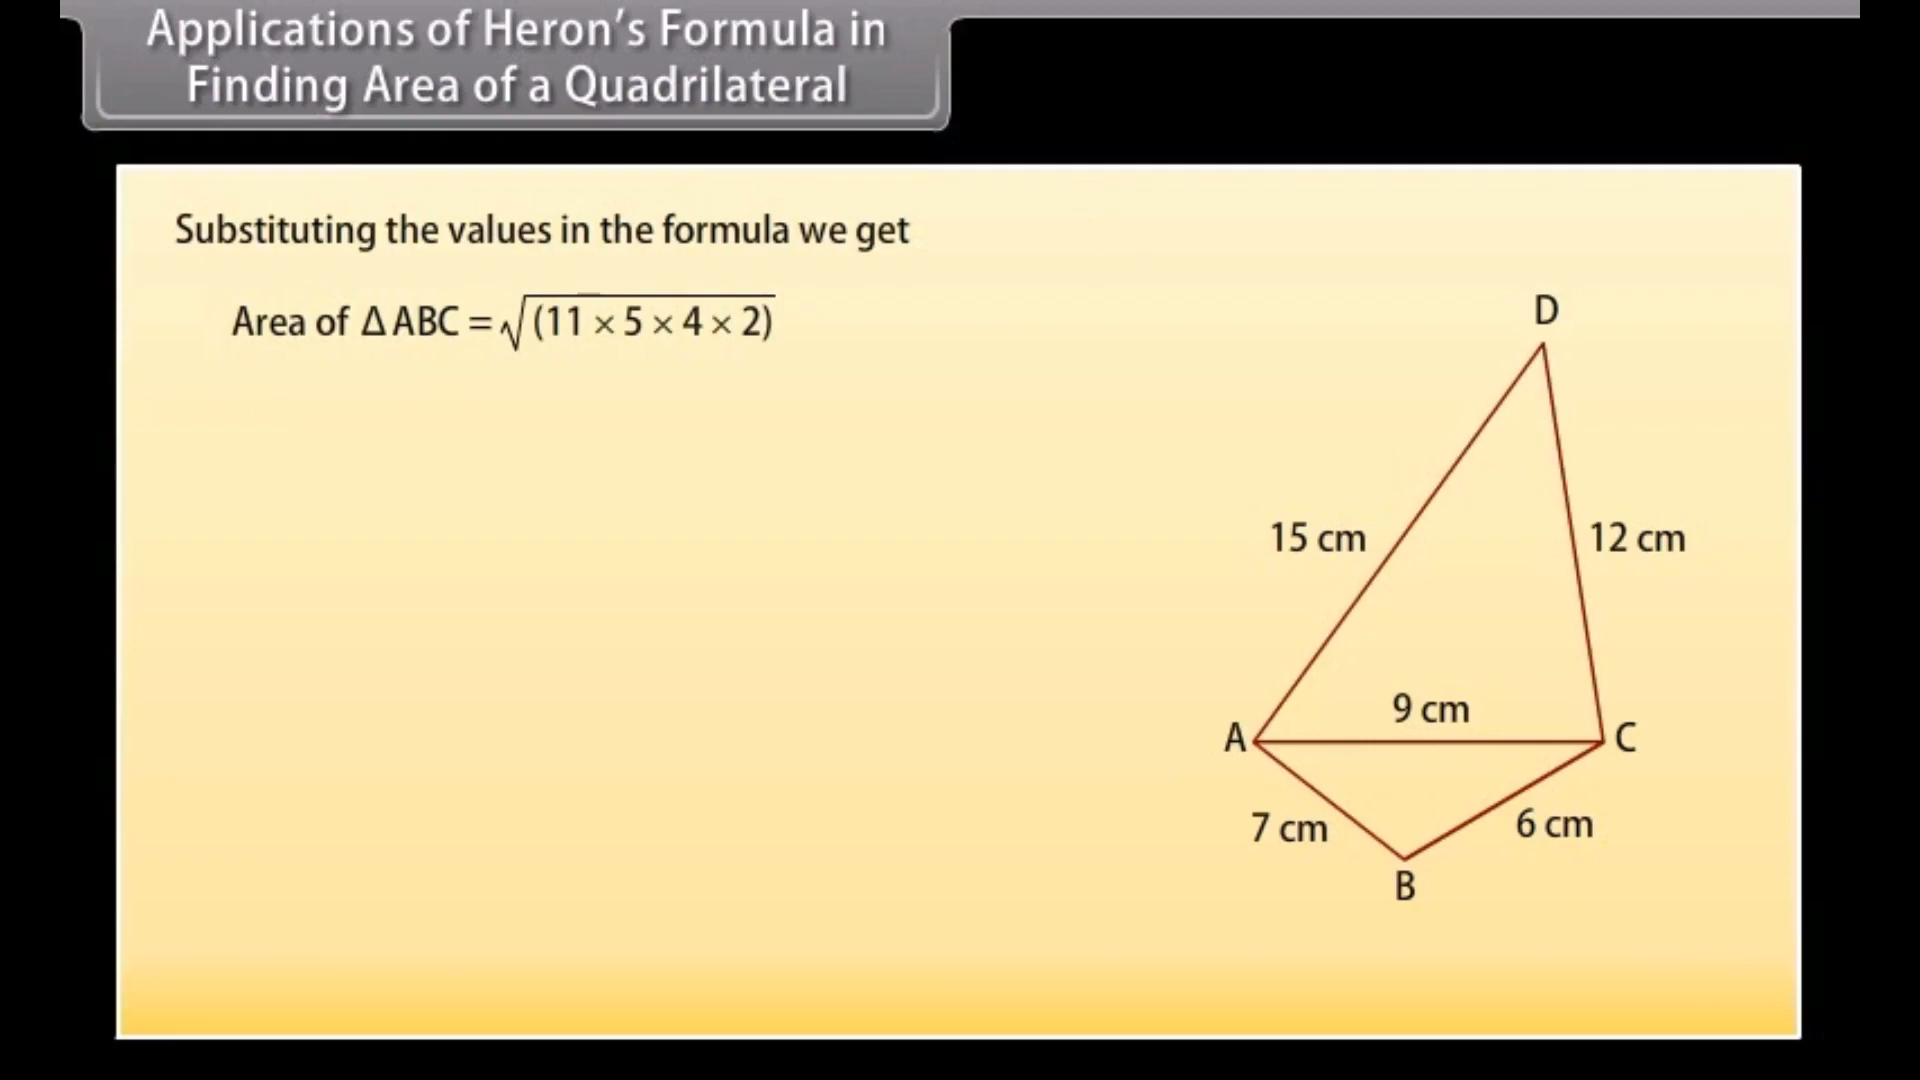 Applications of Heron's Formula in
Finding Area of a Quadrilateral
Substituting the values in the formula we get
Area of Δ ABC = √(11 × 5 × 4 × 2)
D
15 cm
12 cm
9 cm
A
C
7 cm
6 cm
B